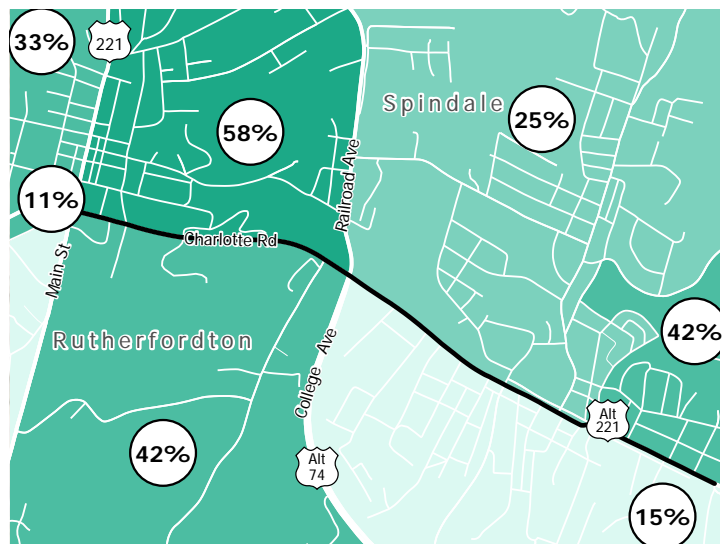 33%
221
Spindale
25%
58%
Railroad Ave
11%
Charlotte Rd
Main St
Rutherfordton
42%
College Ave
Alt
221
42%
Alt
74
15%